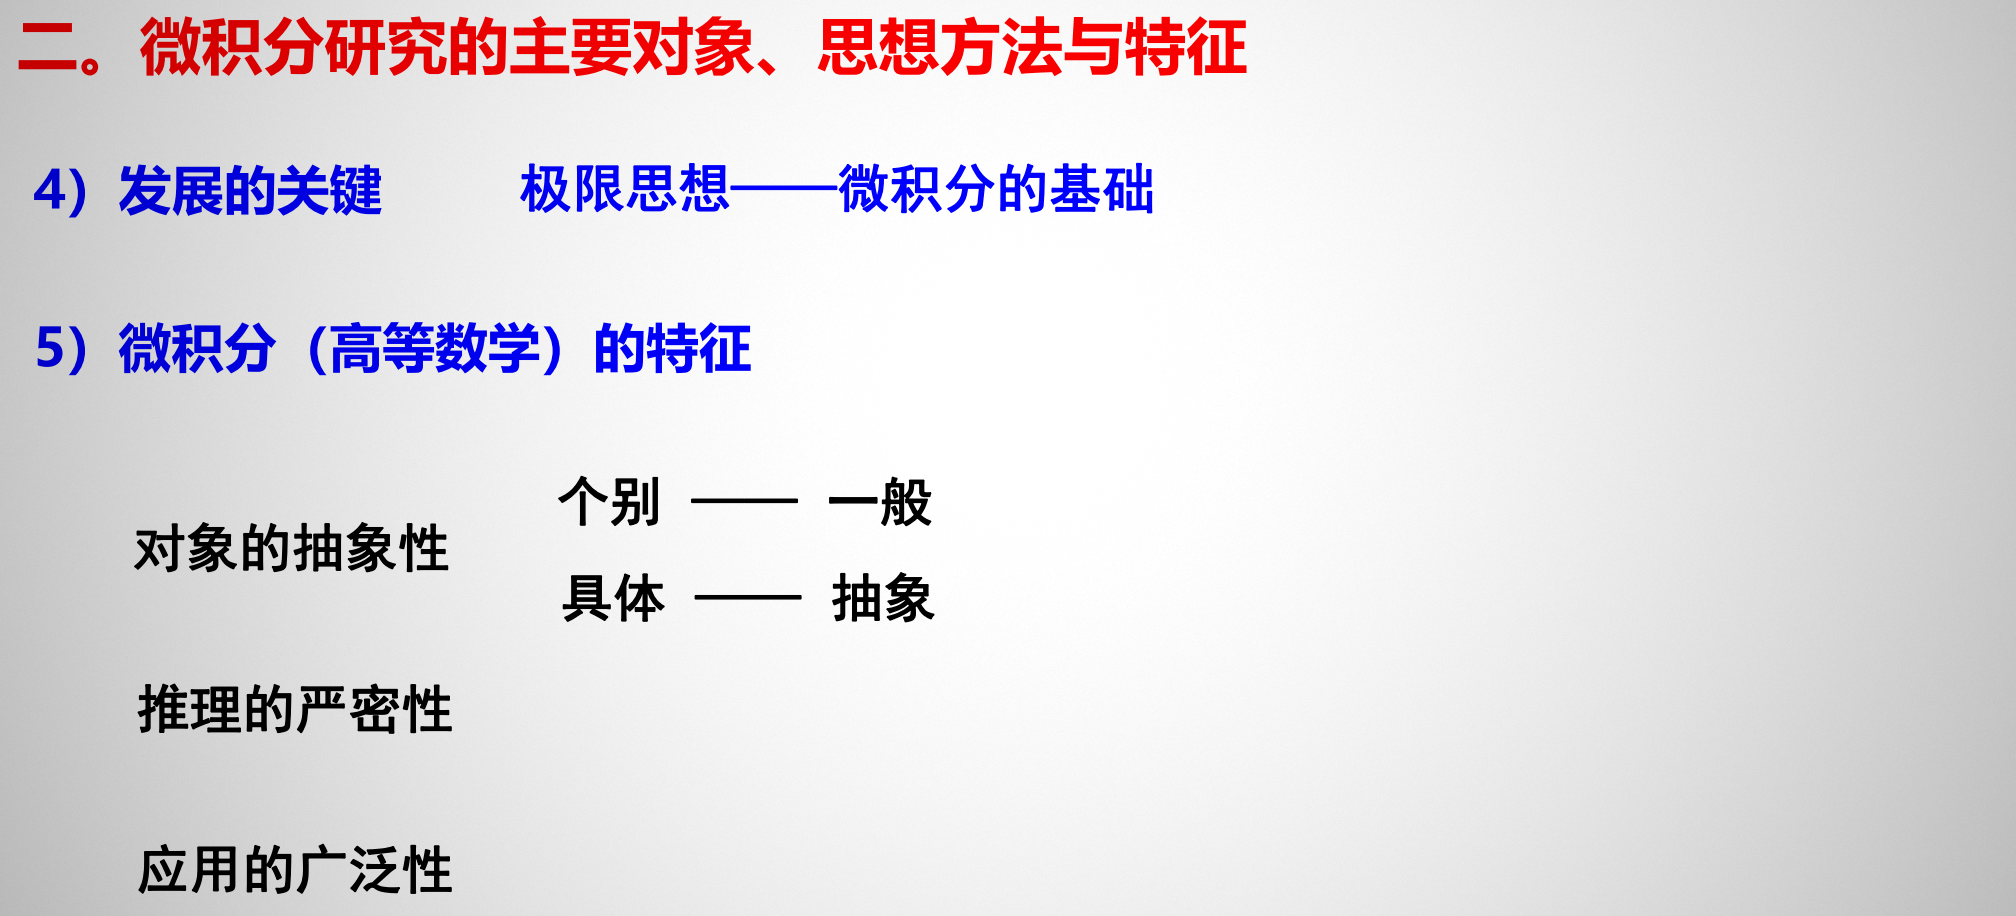 二。微积分研究的主要对象、思想方法与特征
4）发展的关键 极限思想——微积分的基础
5）微积分（高等数学）的特征
个别 —— 一般
对象的抽象性
具体 —— 抽象
推理的严密性
应用的广泛性